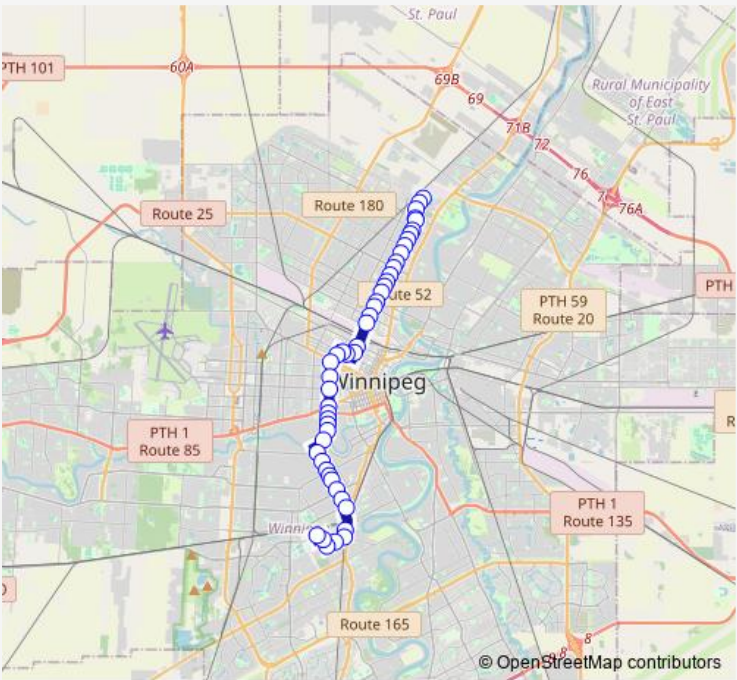 St. Paul
PTH 101
60A
69B
69
Rural Municipality
of East
St. Paul
71B
72
76
76A
Route 180
Route 25
PTH
ute 52
PTH 59
Route 20
Winnipeg
PTH 1
Route 85
R
PTH 1
Route 135
Winni
Route 165
8
© OpenStreetMap contributors